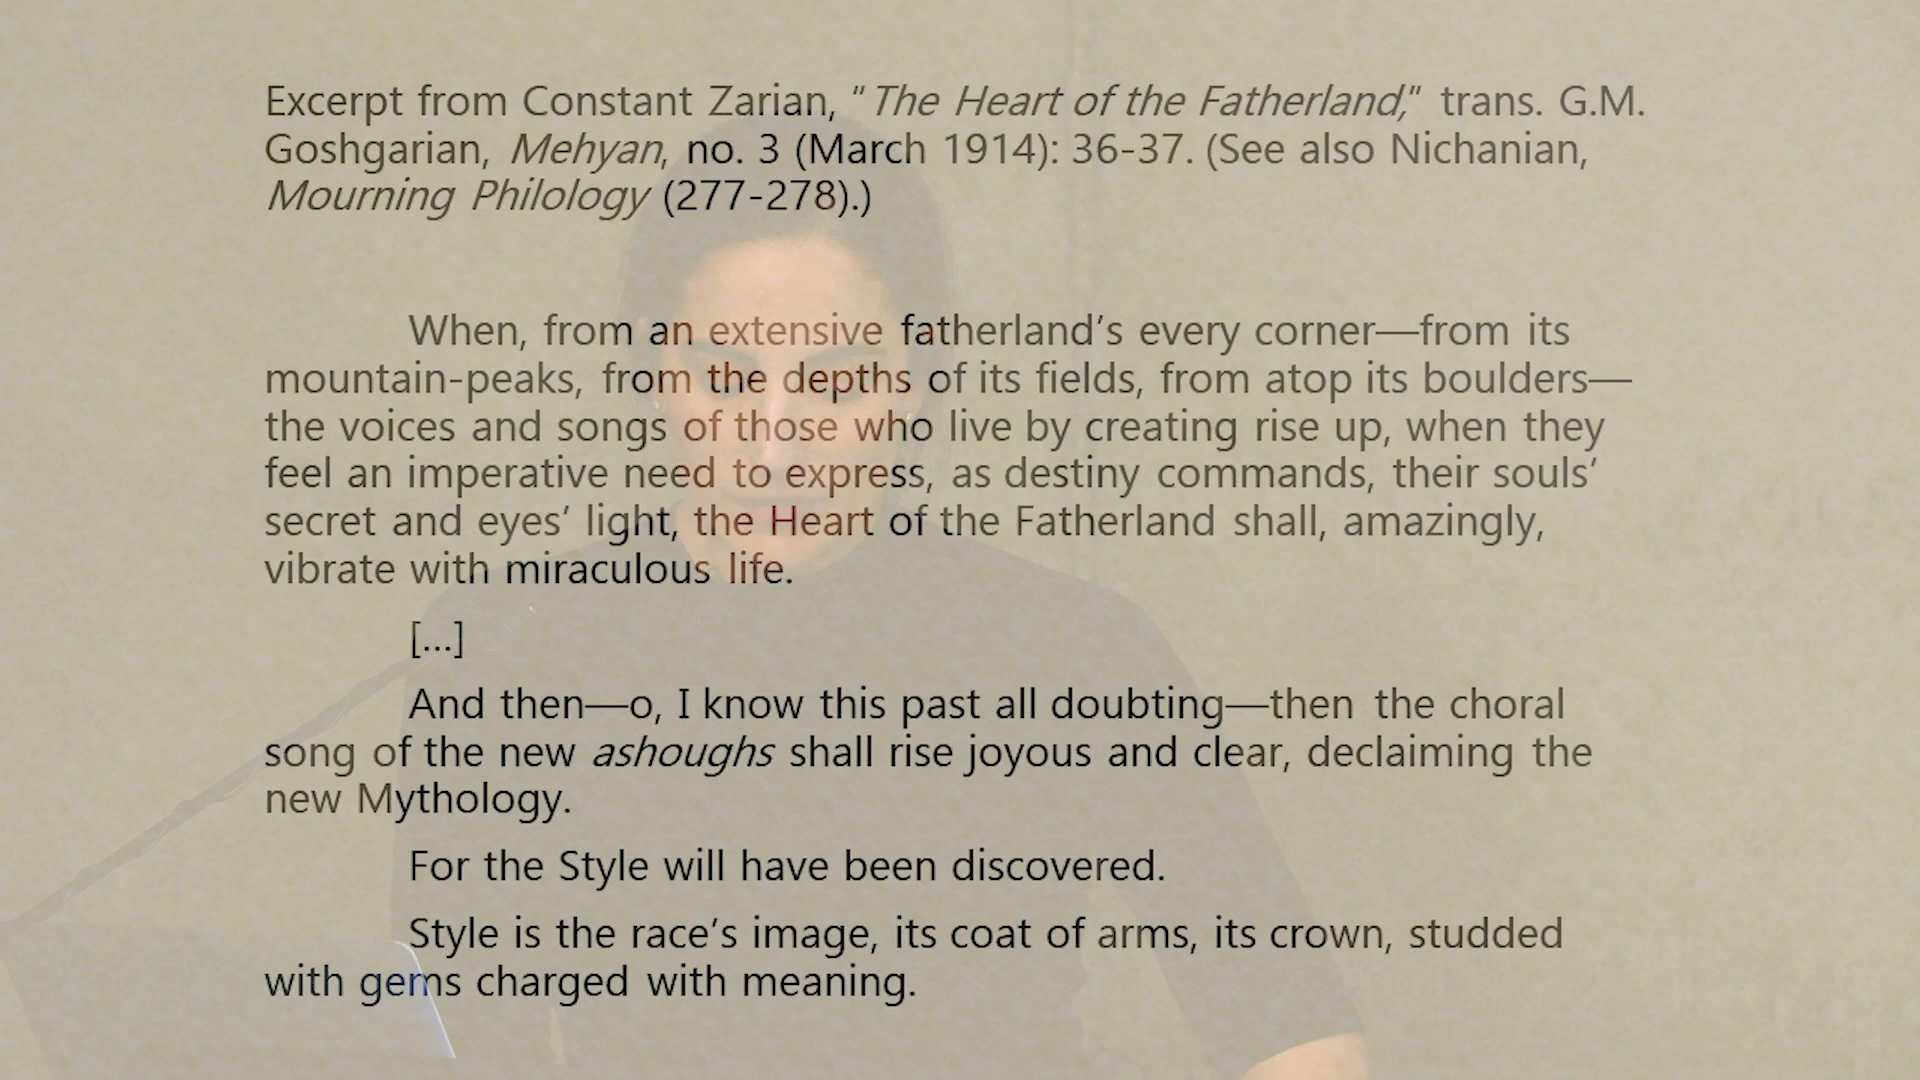 Excerpt from Constant Zarian, “The Heart of the Fatherland,” trans. G.M.
Goshgarian, Mehyan, no. 3 (March 1914): 36-37. (See also Nichanian,
Mourning Philology (277-278).)
When, from an extensive fatherland’s every corner—from its
mountain-peaks, from the depths of its fields, from atop its boulders—
the voices and songs of those who live by creating rise up, when they
feel an imperative need to express, as destiny commands, their souls’
secret and eyes’ light, the Heart of the Fatherland shall, amazingly,
vibrate with miraculous life.
[...]
And then—o, I know this past all doubting—then the choral
song of the new ashoughs shall rise joyous and clear, declaiming the
new Mythology.
For the Style will have been discovered.
Style is the race’s image, its coat of arms, its crown, studded
with gems charged with meaning.